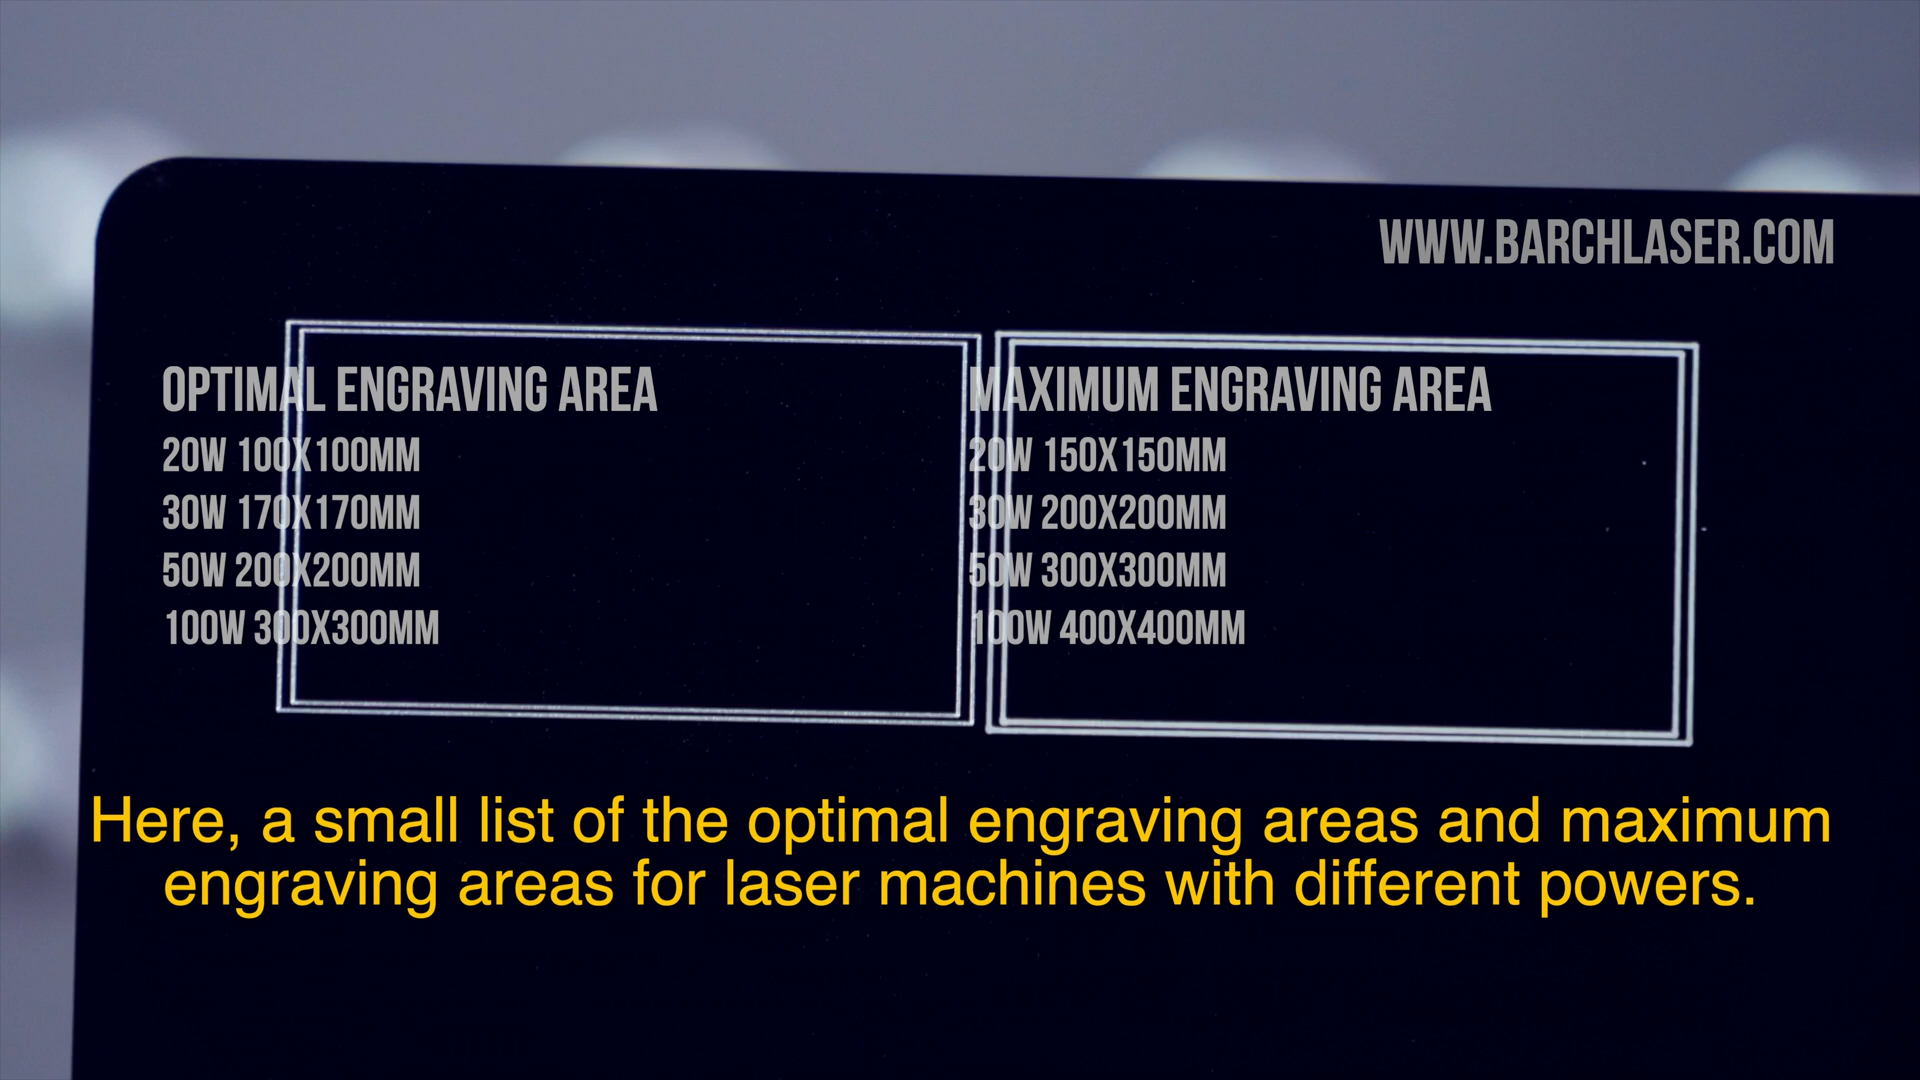 WWW.BARCHLASER.COM
OPTIMAL ENGRAVING AREA
20W 100X100MM
30W 170X170MM
50W 200X200MM
100W 300X300MM
MAXIMUM ENGRAVING AREA
20W 150X150MM
30W 200X200MM
50W 300X300MM
100W 400X400MM
Here, a small list of the optimal engraving areas and maximum
engraving areas for laser machines with different powers.